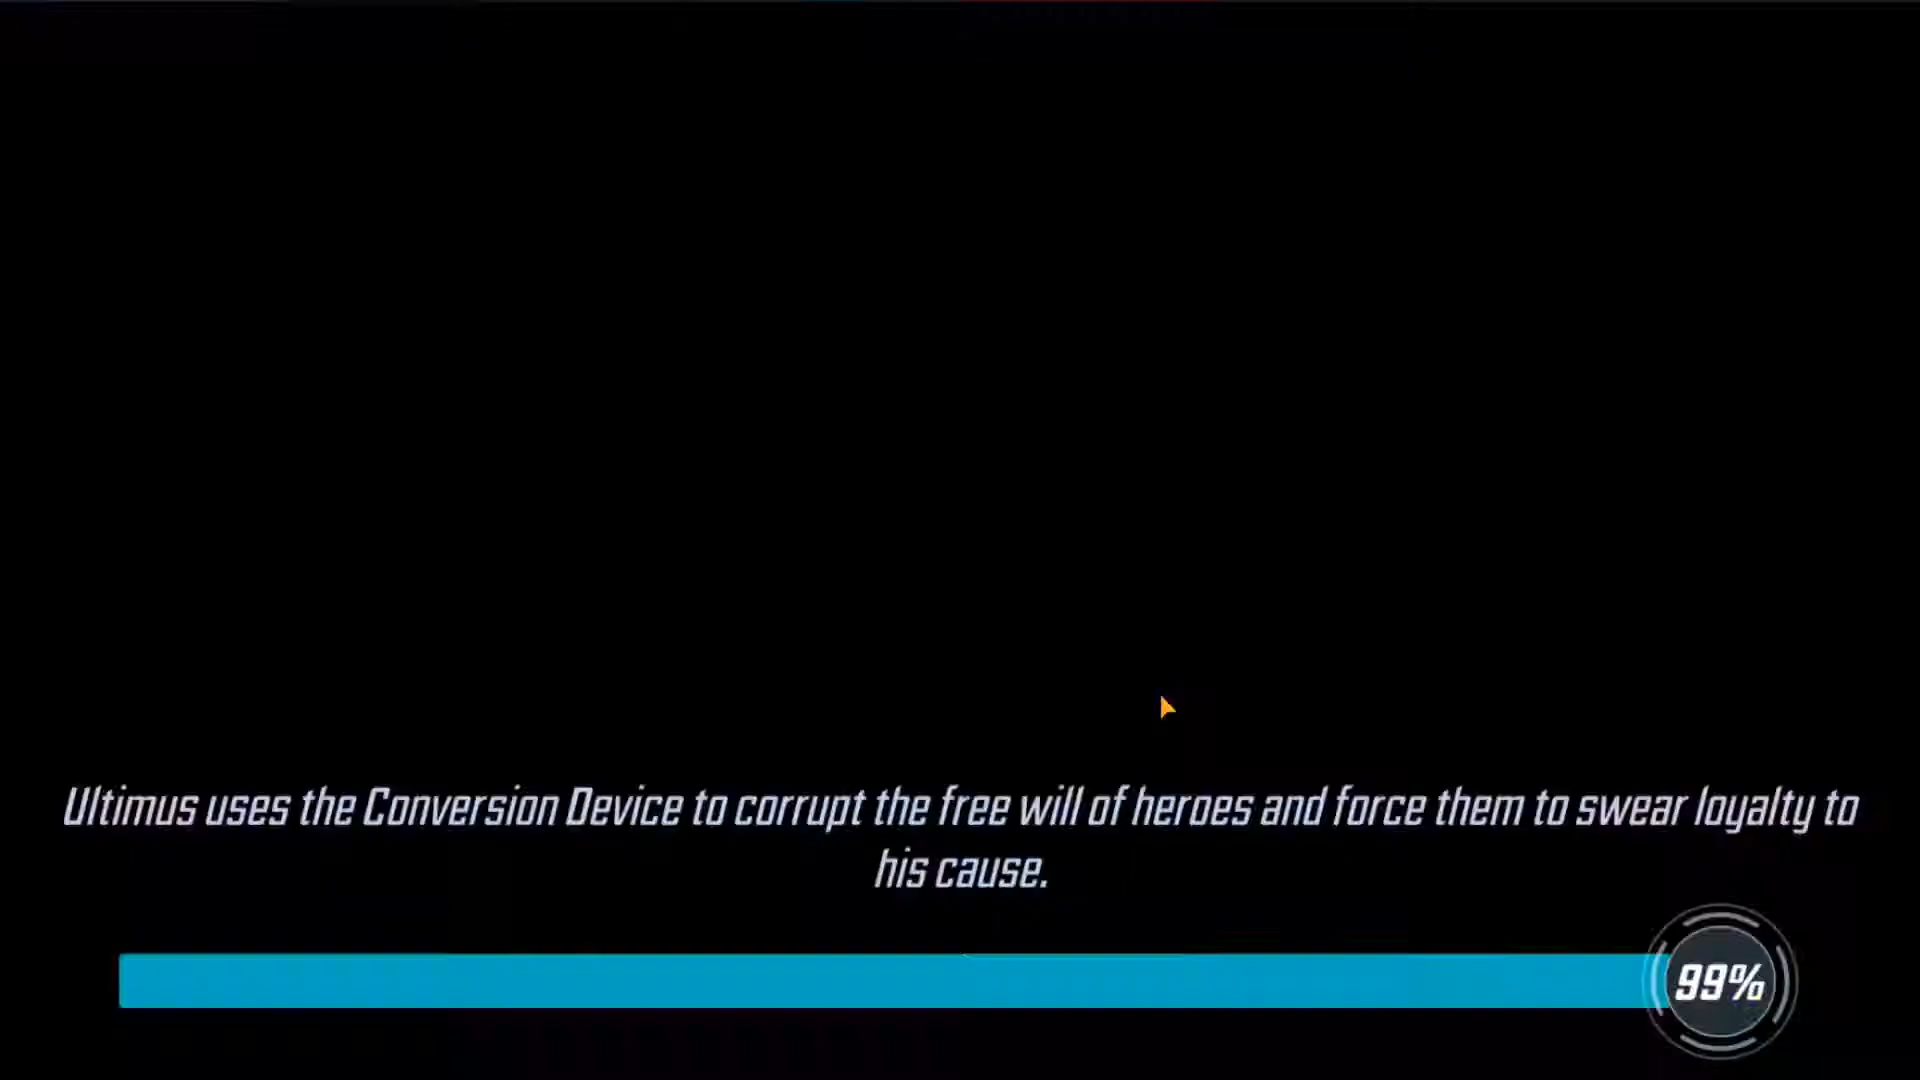 Ultimus uses the Conversion Device to corrupt the free will of heroes and force them to swear loyalty to
his cause.
99%